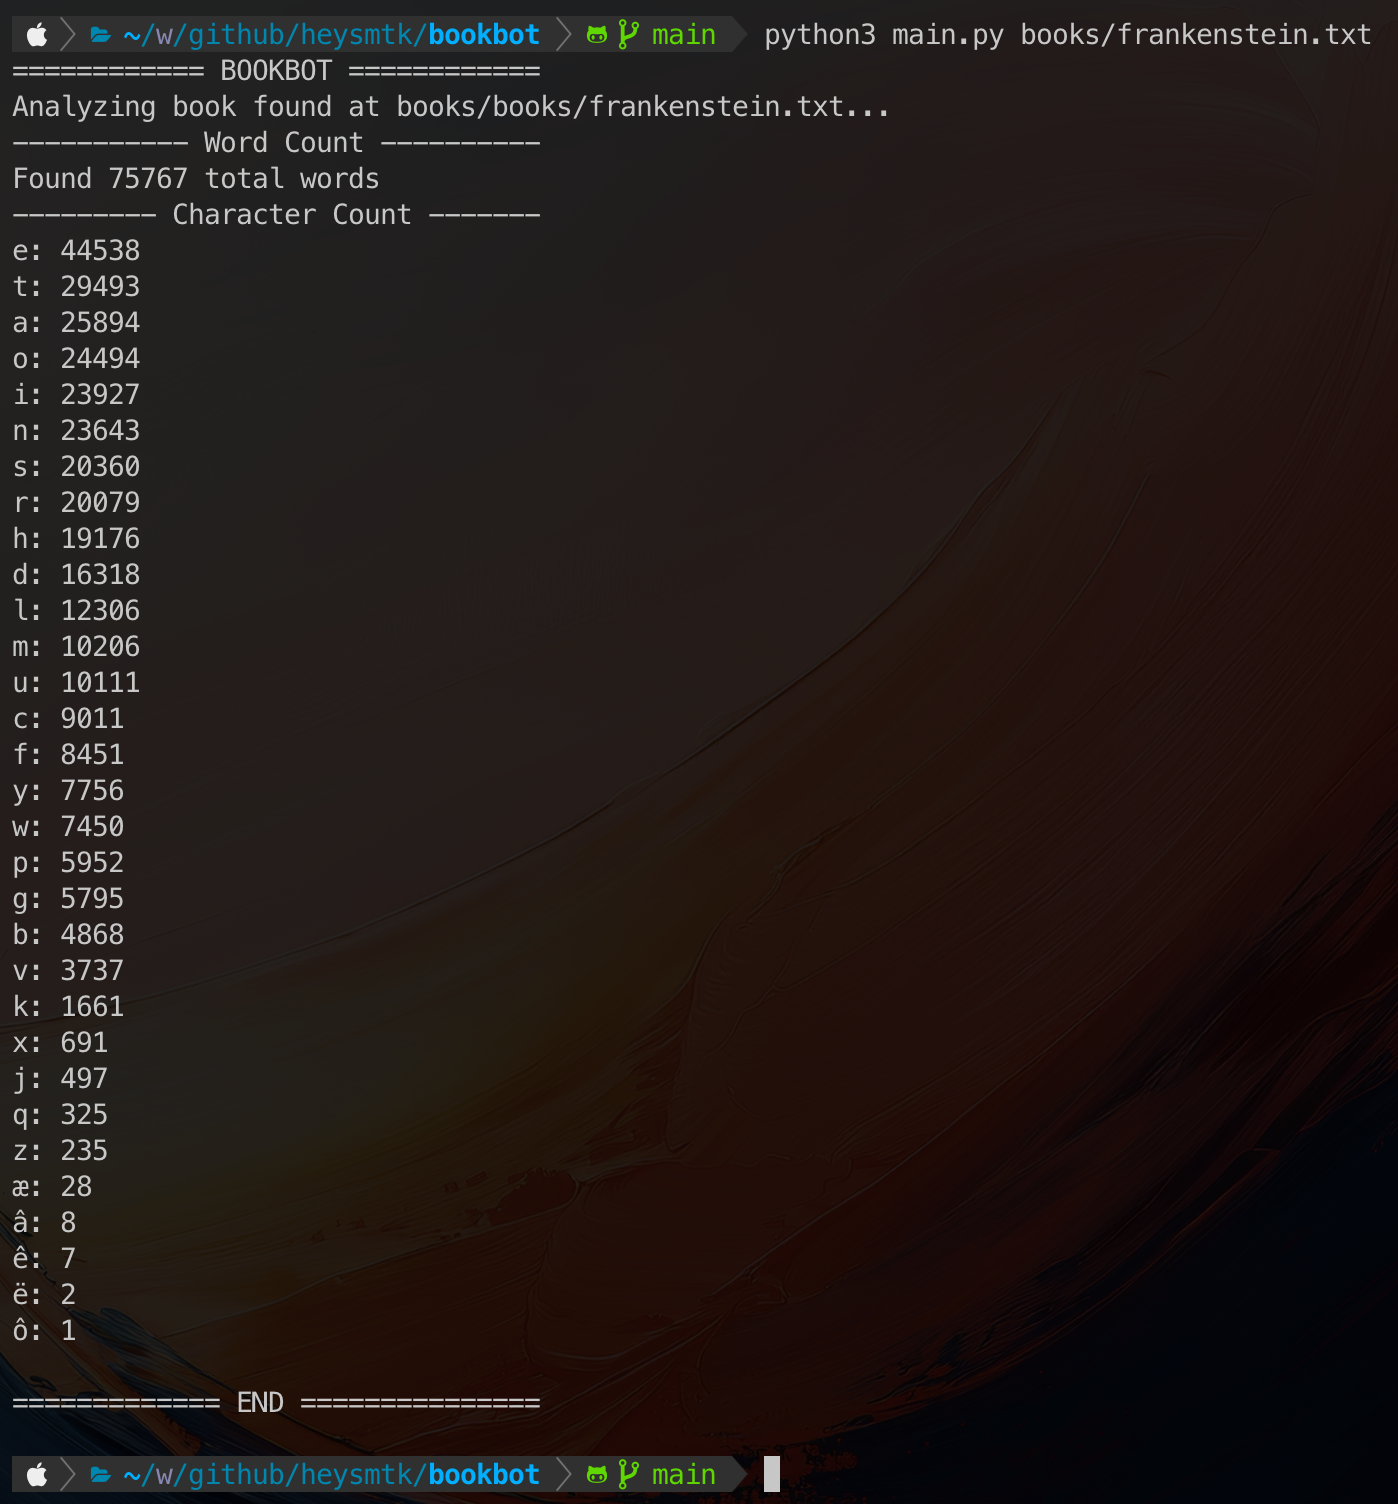 ~/w/github/heysmtk/bookbot main python3 main.py books/frankenstein.txt
============ BOOKBOT ============
Analyzing book found at books/books/frankenstein.txt...
----------- Word Count ----------
Found 75767 total words
--------- Character Count -------
e: 44538
t: 29493
a: 25894
o: 24494
i: 23927
n: 23643
s: 20360
r: 20079
h: 19176
d: 16318
l: 12306
m: 10206
u: 10111
c: 9011
f: 8451
y: 7756
w: 7450
p: 5952
g: 5795
b: 4868
v: 3737
k: 1661
x: 691
j: 497
q: 325
z: 235
æ: 28
â: 8
ê: 7
ë: 2
ô: 1
============= END ===============
~/w/github/heysmtk/bookbot main